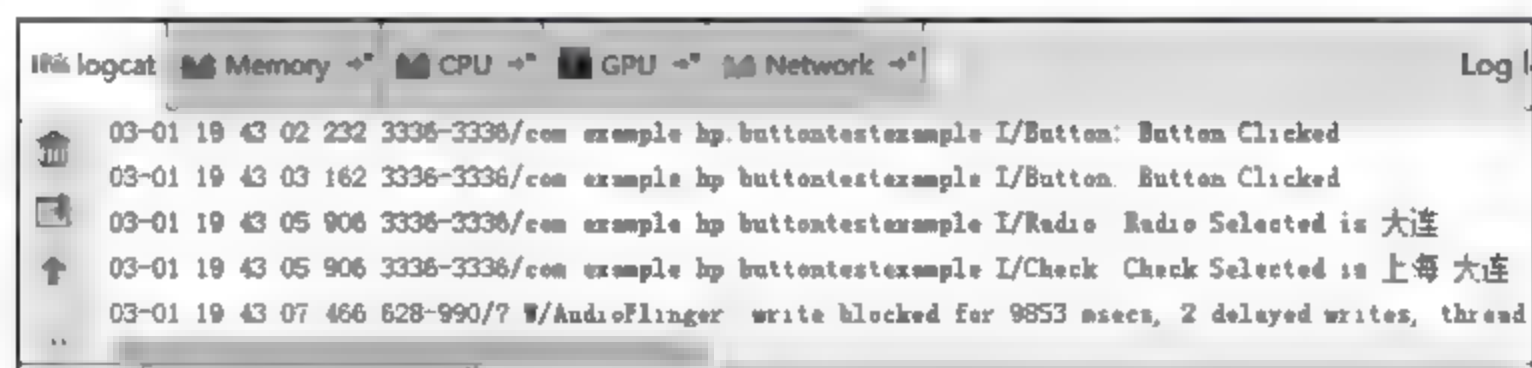 logcat Memory CPU GPU Network Log
03-01 19 43 02 232 3336-3336/com example hp.buttontestexample I/Button: Button Clicked
03-01 19 43 03 162 3336-3336/com example hp buttontestexample I/Button. Button Clicked
03-01 19 43 05 906 3336-3336/com example hp buttontestexample I/Radio Radio Selected is 大连
03-01 19 43 05 906 3336-3336/com example hp buttontestexample I/Check Check Selected is 上海 大连
03-01 19 43 07 466 628-990/? W/AudioFlinger write blocked for 9853 msecs, 2 delayed writes, thread